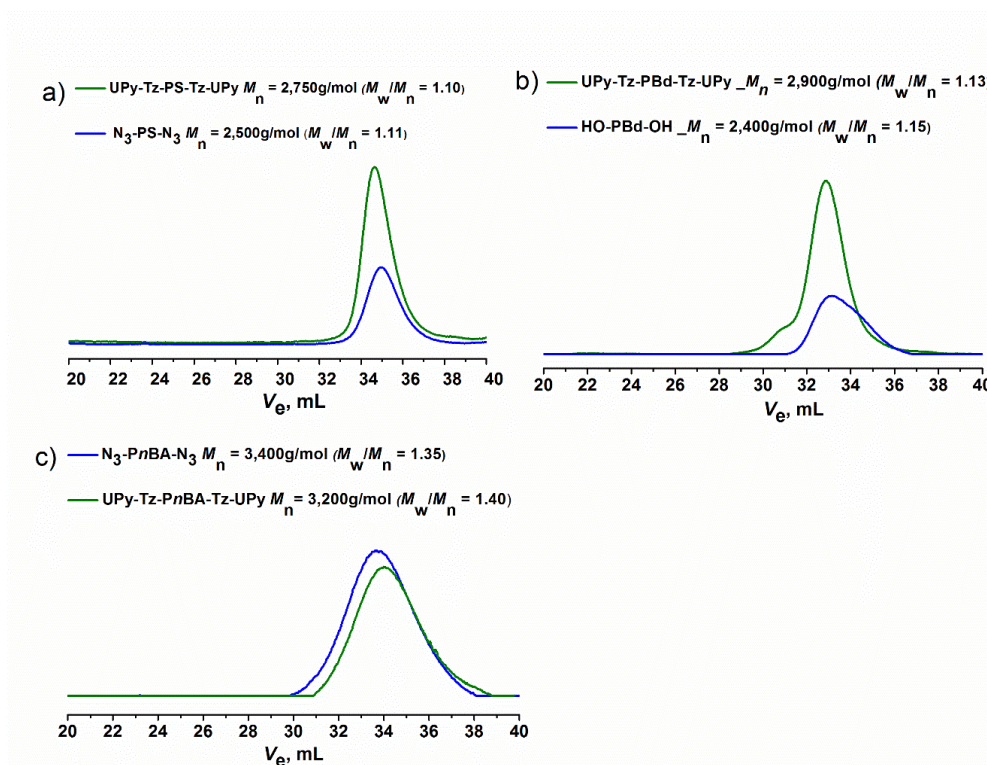 a)
UPy-Tz-PS-Tz-UPy Mn = 2,750g/mol (Mw/Mn = 1.10)
N3-PS-N3 Mn = 2,500g/mol (Mw/Mn = 1.11)
20 22 24 26 28 30 32 34 36 38 40
Ve, mL
b)
UPy-Tz-PBd-Tz-UPy _Mn = 2,900g/mol (Mw/Mn = 1.13)
HO-PBd-OH _Mn = 2,400g/mol (Mw/Mn = 1.15)
20 22 24 26 28 30 32 34 36 38 40
Ve, mL
c)
N3-PnBA-N3 Mn = 3,400g/mol (Mw/Mn = 1.35)
UPy-Tz-PnBA-Tz-UPy Mn = 3,200g/mol (Mw/Mn = 1.40)
20 22 24 26 28 30 32 34 36 38 40
Ve, mL